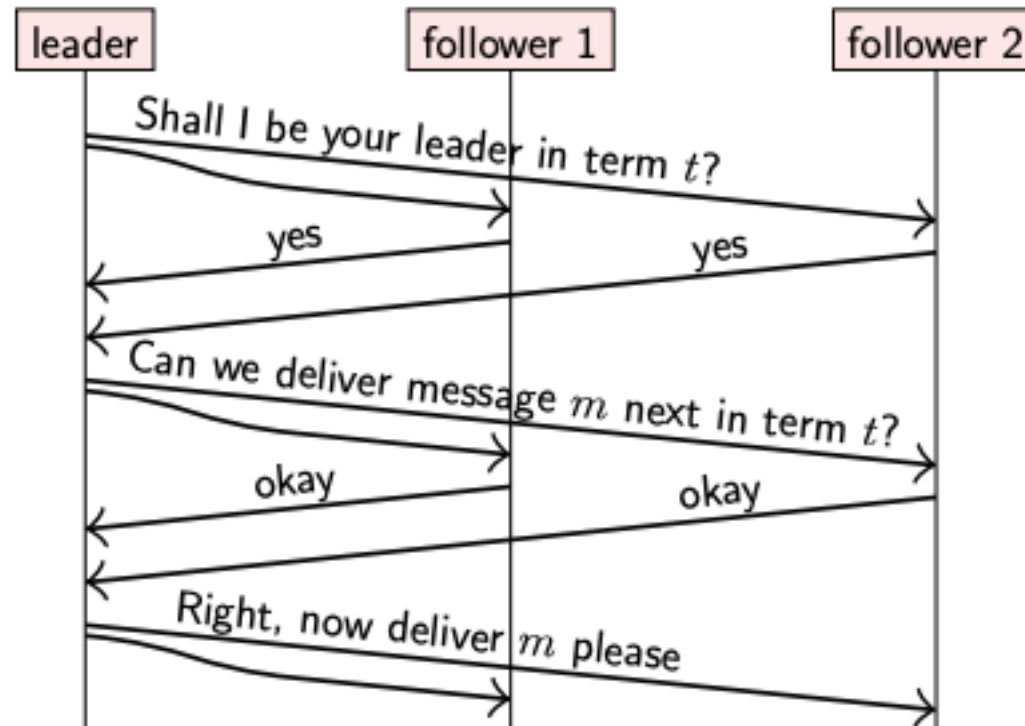 leader
follower 1
follower 2
Shall I be your leader in term t?
yes
yes
Can we deliver message m next in term t?
okay
okay
Right, now deliver m please